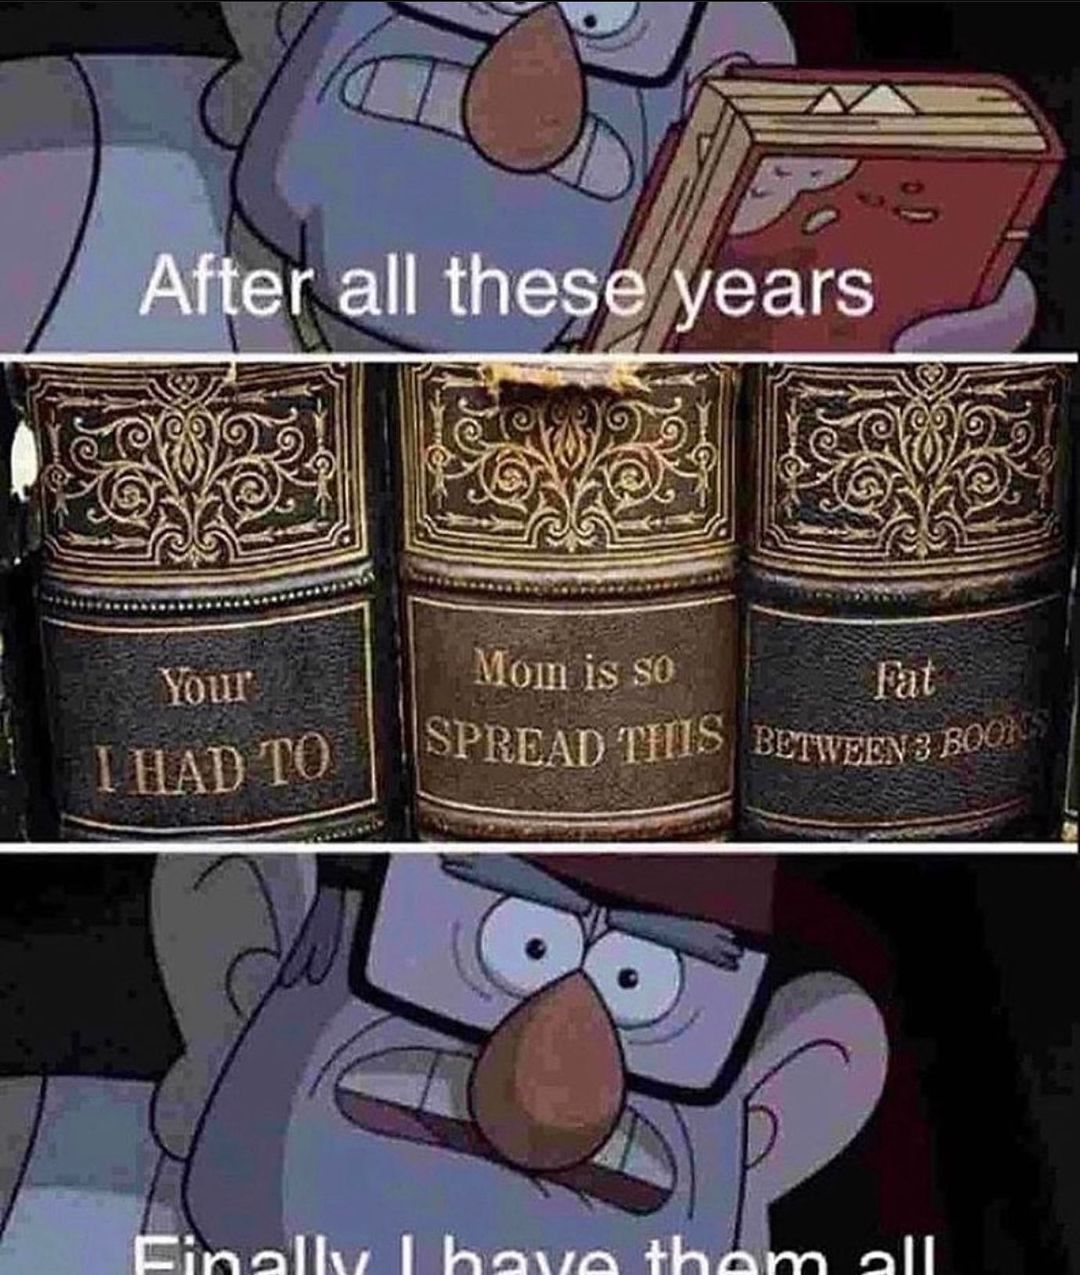 After all these years
Your
I HAD TO
Mom is so
SPREAD THIS
Fat
BETWEEN 3 BOOKS
Finally I have them all